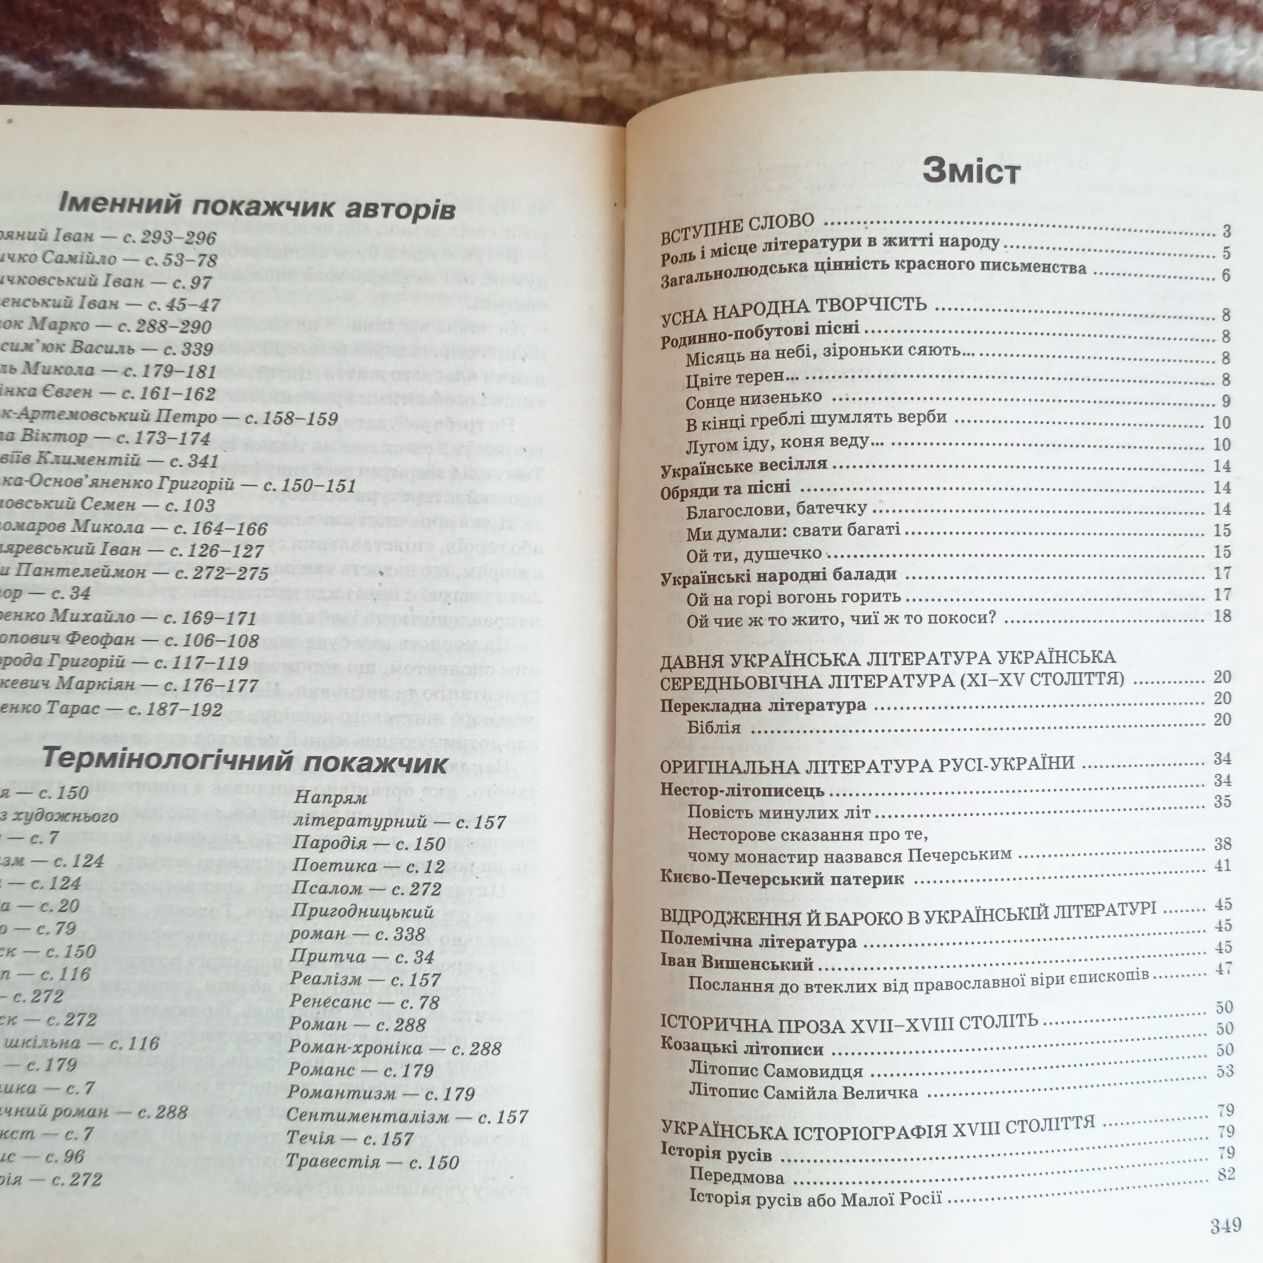 Іменний покажчик авторів
Іван — с. 293–296
Самійло — с. 53–78
Іван — с. 97
Іван — с. 45–47
Марко — с. 288–290
Василь — с. 339
Микола — с. 179–181
Євген — с. 161–162
Петро — с. 158–159
Віктор — с. 173–174
Климентій — с. 341
Григорій — с. 150–151
Семен — с. 103
Микола — с. 164–166
Іван — с. 126–127
Пантелеймон — с. 272–275
— с. 34
Михайло — с. 169–171
Феофан — с. 106–108
Григорій — с. 117–119
Маркіян — с. 176–177
Тарас — с. 187–192
Термінологічний покажчик
— с. 150
художнього
— с. 7
— с. 124
— с. 124
— с. 20
— с. 79
— с. 150
— с. 116
— с. 272
— с. 272
шкільна — с. 116
— с. 179
— с. 7
роман — с. 288
— с. 7
— с. 96
— с. 272
Напрям
літературний — с. 157
Пародія — с. 150
Поетика — с. 12
Псалом — с. 272
Пригодницький
роман — с. 338
Притча — с. 34
Реалізм — с. 157
Ренесанс — с. 78
Роман — с. 288
Роман-хроніка — с. 288
Романс — с. 179
Романтизм — с. 179
Сентименталізм — с. 157
Течія — с. 157
Травестія — с. 150
Зміст
ВСТУПНЕ СЛОВО 3
Роль і місце літератури в житті народу 5
Загальнолюдська цінність красного письменства 6
УСНА НАРОДНА ТВОРЧІСТЬ 8
Родинно-побутові пісні 8
Місяць на небі, зіроньки сяють... 8
Цвіте терен... 8
Сонце низенько 9
В кінці греблі шумлять верби 10
Лугом іду, коня веду... 10
Українське весілля 14
Обряди та пісні 14
Благослови, батечку 14
Ми думали: свати багаті 15
Ой ти, душечко 15
Українські народні балади 17
Ой на горі вогонь горить 17
Ой чиє ж то жито, чиї ж то покоси? 18
ДАВНЯ УКРАЇНСЬКА ЛІТЕРАТУРА УКРАЇНСЬКА
СЕРЕДНЬОВІЧНА ЛІТЕРАТУРА (XI–XV СТОЛІТТЯ) 20
Перекладна література 20
Біблія 20
ОРИГІНАЛЬНА ЛІТЕРАТУРА РУСІ-УКРАЇНИ 34
Нестор-літописець 34
Повість минулих літ 35
Несторове сказання про те,
чому монастир назвався Печерським 38
Києво-Печерський патерик 41
ВІДРОДЖЕННЯ Й БАРОКО В УКРАЇНСЬКІЙ ЛІТЕРАТУРІ 45
Полемічна література 45
Іван Вишенський 45
Послання до втеклих від православної віри єпископів 47
ІСТОРИЧНА ПРОЗА XVII–XVIII СТОЛІТЬ 50
Козацькі літописи 50
Літопис Самовидця 50
Літопис Самійла Величка 53
УКРАЇНСЬКА ІСТОРІОГРАФІЯ XVIII СТОЛІТТЯ 79
Історія русів 79
Передмова 79
Історія русів або Малої Росії 82
349